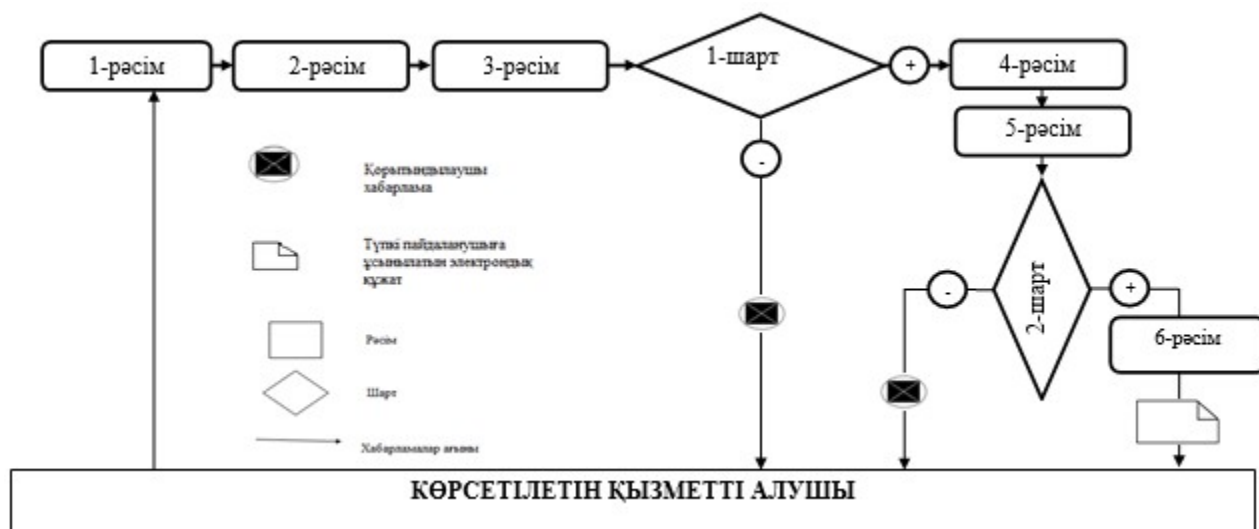 1-рәсім
2-рәсім
3-рәсім
1-шарт
+
4-рәсім
5-рәсім
-
Қорытындылаушы
хабарлама
Түпкі пайдаланушыға
ұсынылатын электрондық
құжат
-
2-шарт
+
6-рәсім
Рәсім
Шарт
Хабарламалар ағыны
КӨРСЕТІЛЕТІН ҚЫЗМЕТТІ АЛУШЫ